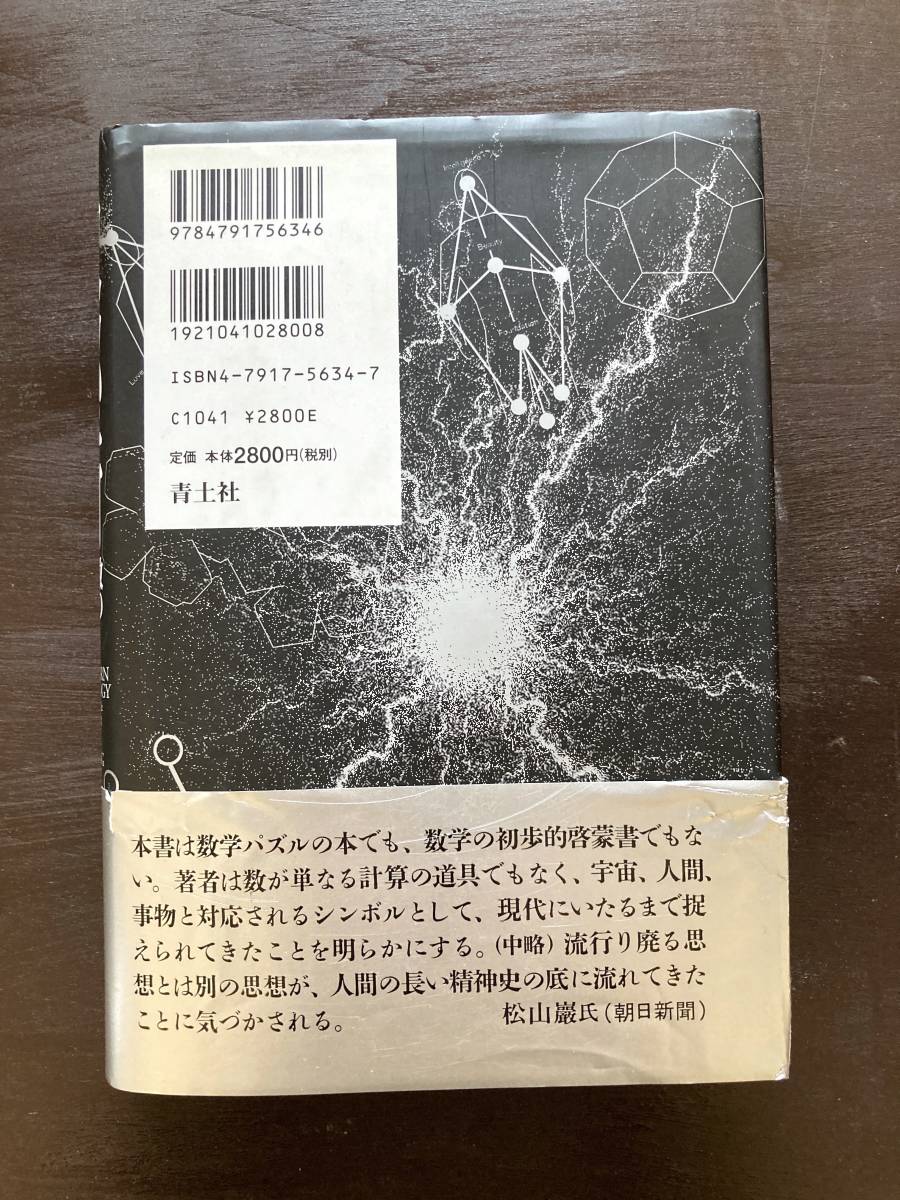 9784791756346
1921041028008
ISBN4-7917-5634-7
C1041 ¥2800E
定価 本体2800円(税別)
青土社
Beauty
本書は数学パズルの本でも、数学の初歩的啓蒙書でもな
い。著者は数が単なる計算の道具でもなく、宇宙、人間、
事物と対応されるシンボルとして、現代にいたるまで捉
えられてきたことを明らかにする。(中略) 流行り廃る思
想とは別の思想が、人間の長い精神史の底に流れてきた
ことに気づかされる。 松山巖氏(朝日新聞)